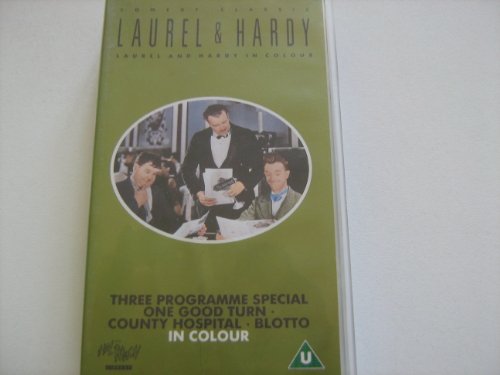 COMEDY CLASSIC
LAUREL & HARDY
LAUREL AND HARDY IN COLOUR
THREE PROGRAMME SPECIAL
ONE GOOD TURN ·
COUNTY HOSPITAL · BLOTTO
IN COLOUR
U